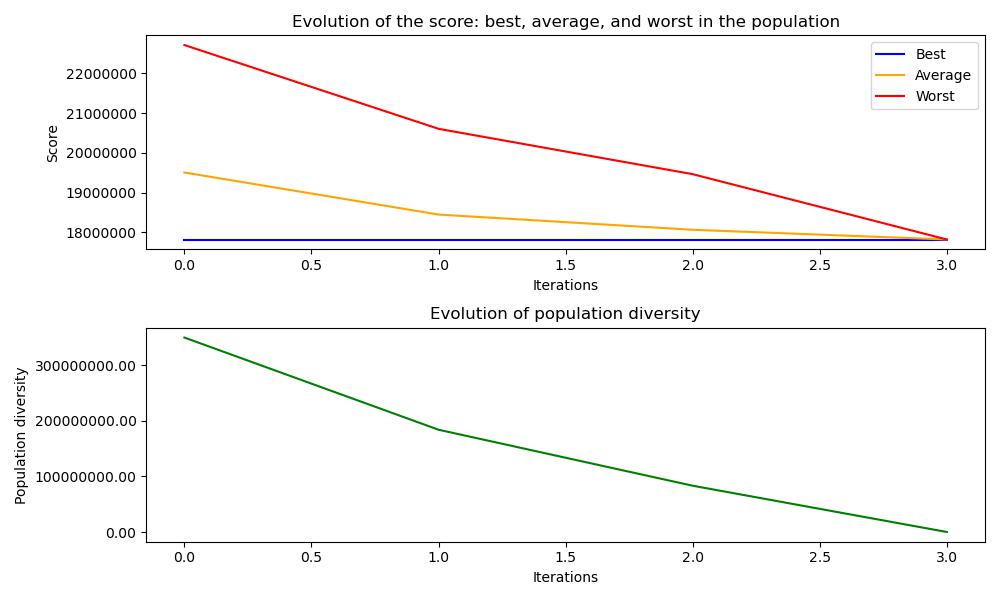 Evolution of the score: best, average, and worst in the population
Score
22000000
21000000
20000000
19000000
18000000
Best
Average
Worst
0.0 0.5 1.0 1.5 2.0 2.5 3.0
Iterations
Evolution of population diversity
Population diversity
300000000.00
200000000.00
100000000.00
0.00
0.0 0.5 1.0 1.5 2.0 2.5 3.0
Iterations